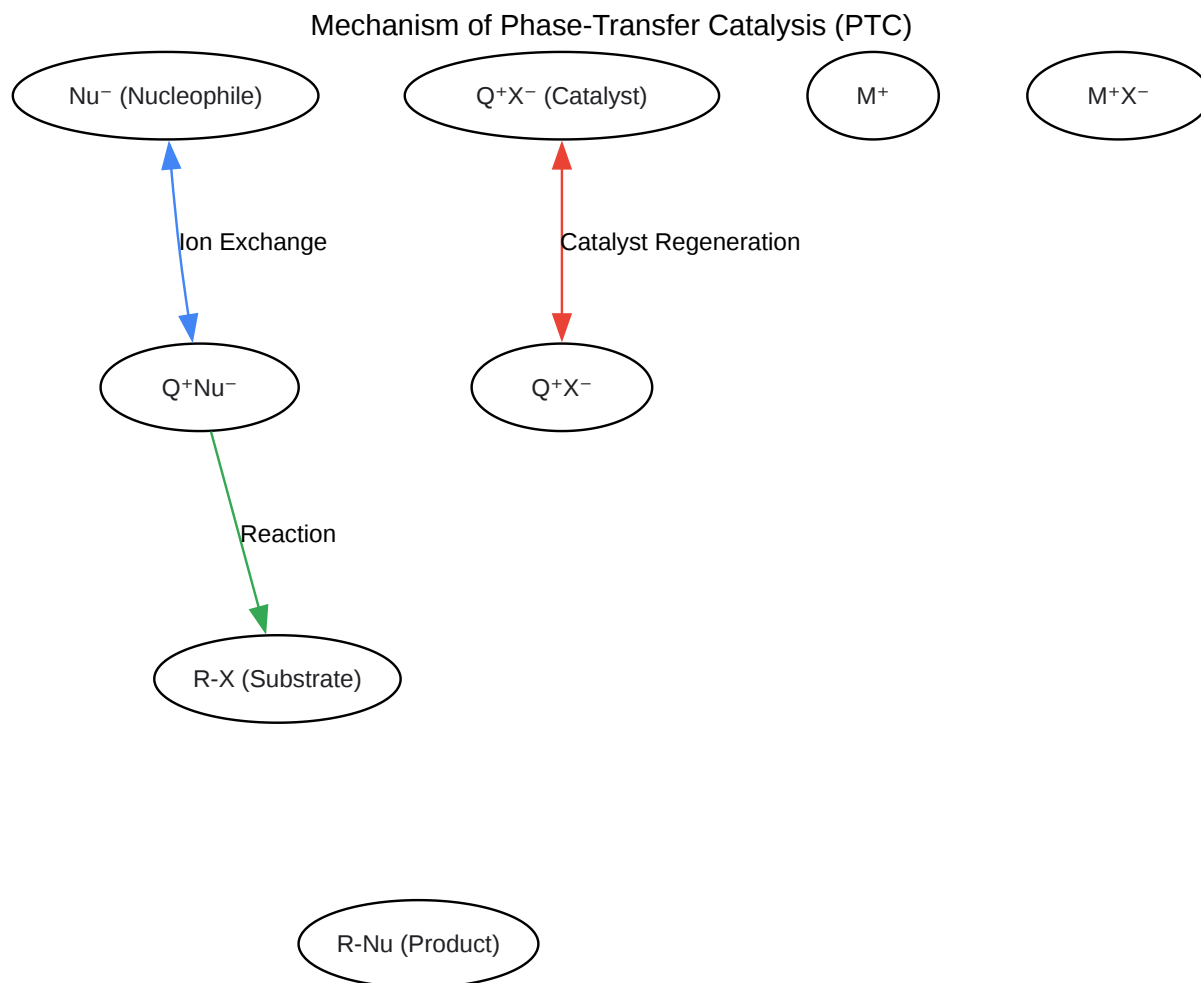 Mechanism of Phase-Transfer Catalysis (PTC)
Nu⁻ (Nucleophile)
Q⁺X⁻ (Catalyst)
M⁺
M⁺X⁻
Ion Exchange
Catalyst Regeneration
Q⁺Nu⁻
Q⁺X⁻
Reaction
R-X (Substrate)
R-Nu (Product)